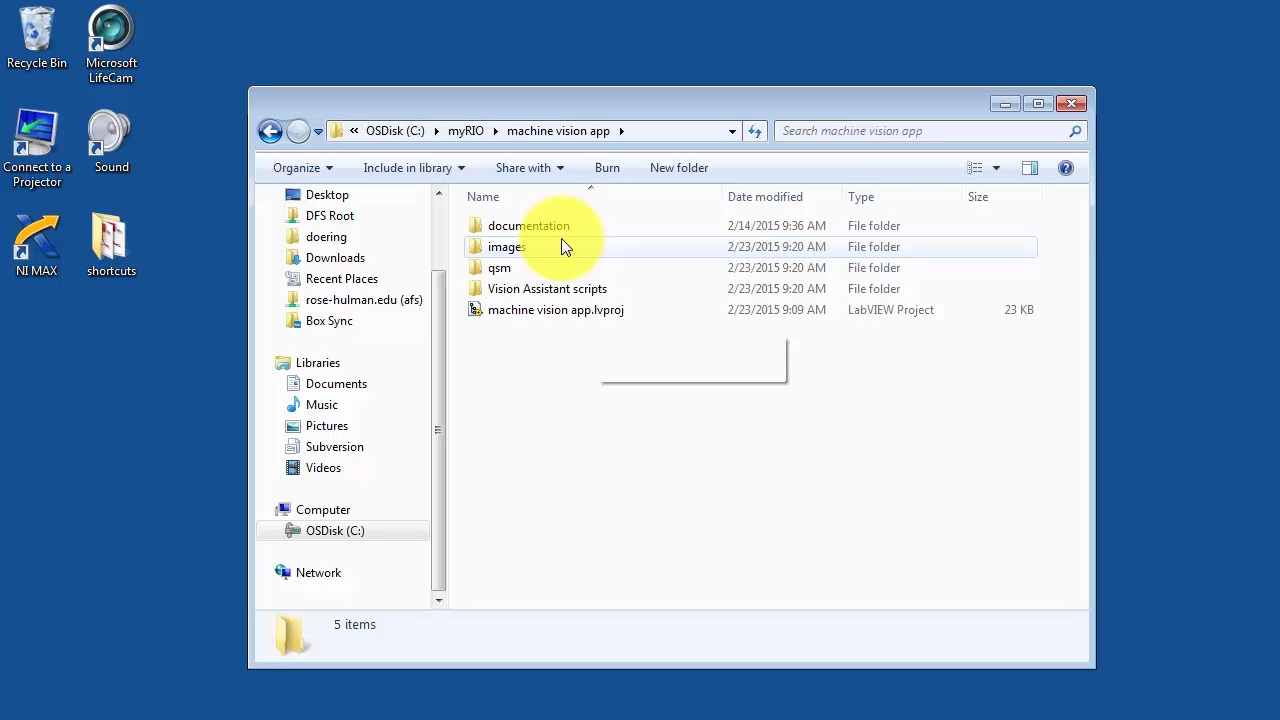 Recycle Bin
Microsoft
LifeCam
Connect to a
Projector
Sound
NI MAX
shortcuts
« OSDisk (C:) myRIO machine vision app
Search machine vision app
Organize Include in library Share with Burn New folder
Name Date modified Type Size
documentation 2/14/2015 9:36 AM File folder
images 2/23/2015 9:20 AM File folder
qsm 2/23/2015 9:20 AM File folder
Vision Assistant scripts 2/23/2015 9:20 AM File folder
machine vision app.lvproj 2/23/2015 9:09 AM LabVIEW Project 23 KB
Desktop
DFS Root
doering
Downloads
Recent Places
rose-hulman.edu (afs)
Box Sync
Libraries
Documents
Music
Pictures
Subversion
Videos
Computer
OSDisk (C:)
Network
5 items